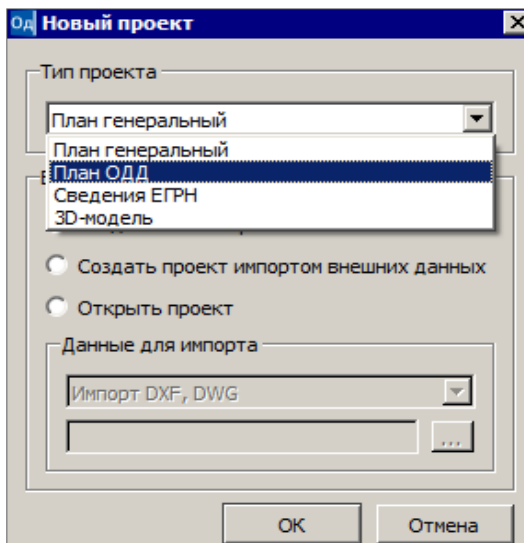 Од Новый проект
Тип проекта
План генеральный
План генеральный
План ОДД
Сведения ЕГРН
3D-модель
Создать проект импортом внешних данных
Открыть проект
Данные для импорта
Импорт DXF, DWG
...
ОК
Отмена